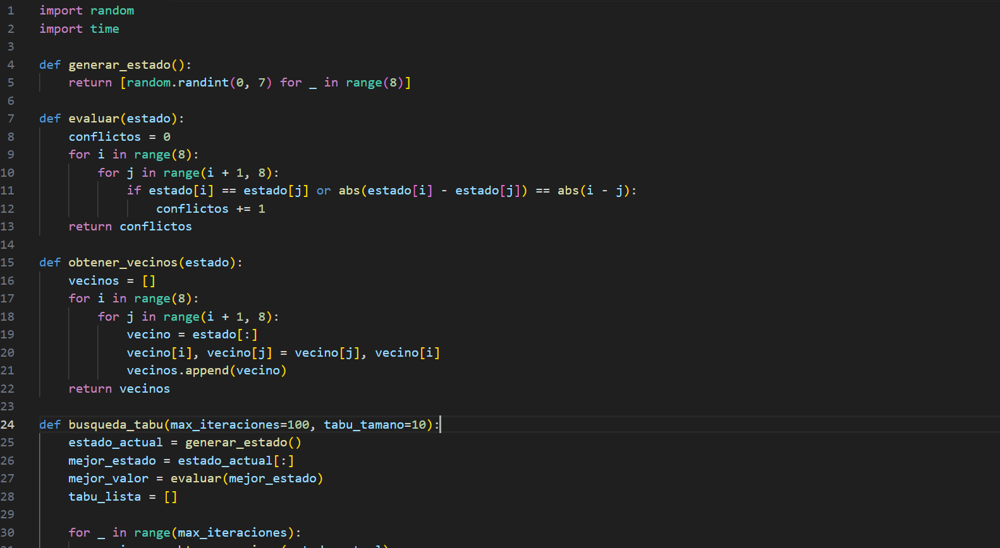 1 import random
2 import time
3
4 def generar_estado():
5     return [random.randint(0, 7) for _ in range(8)]
6
7 def evaluar(estado):
8     conflictos = 0
9     for i in range(8):
10         for j in range(i + 1, 8):
11             if estado[i] == estado[j] or abs(estado[i] - estado[j]) == abs(i - j):
12                 conflictos += 1
13     return conflictos
14
15 def obtener_vecinos(estado):
16     vecinos = []
17     for i in range(8):
18         for j in range(i + 1, 8):
19             vecino = estado[:]
20             vecino[i], vecino[j] = vecino[j], vecino[i]
21             vecinos.append(vecino)
22     return vecinos
23
24 def busqueda_tabu(max_iteraciones=100, tabu_tamano=10):
25     estado_actual = generar_estado()
26     mejor_estado = estado_actual[:]
27     mejor_valor = evaluar(mejor_estado)
28     tabu_lista = []
29
30     for _ in range(max_iteraciones):